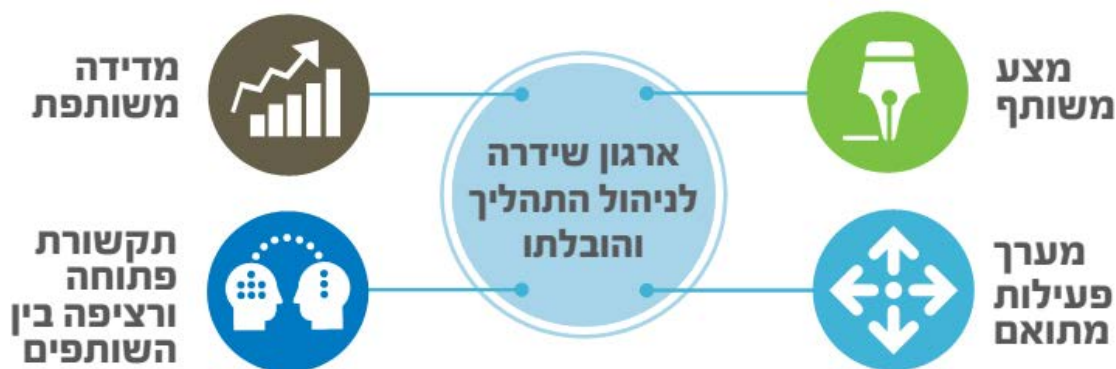 מצע
משותף
מדידה
משותפת
ארגון שידרה
לניהול התהליך
והובלתו
מערך
פעילות
מתואם
תקשורת
פתוחה
ורציפה בין
השותפים